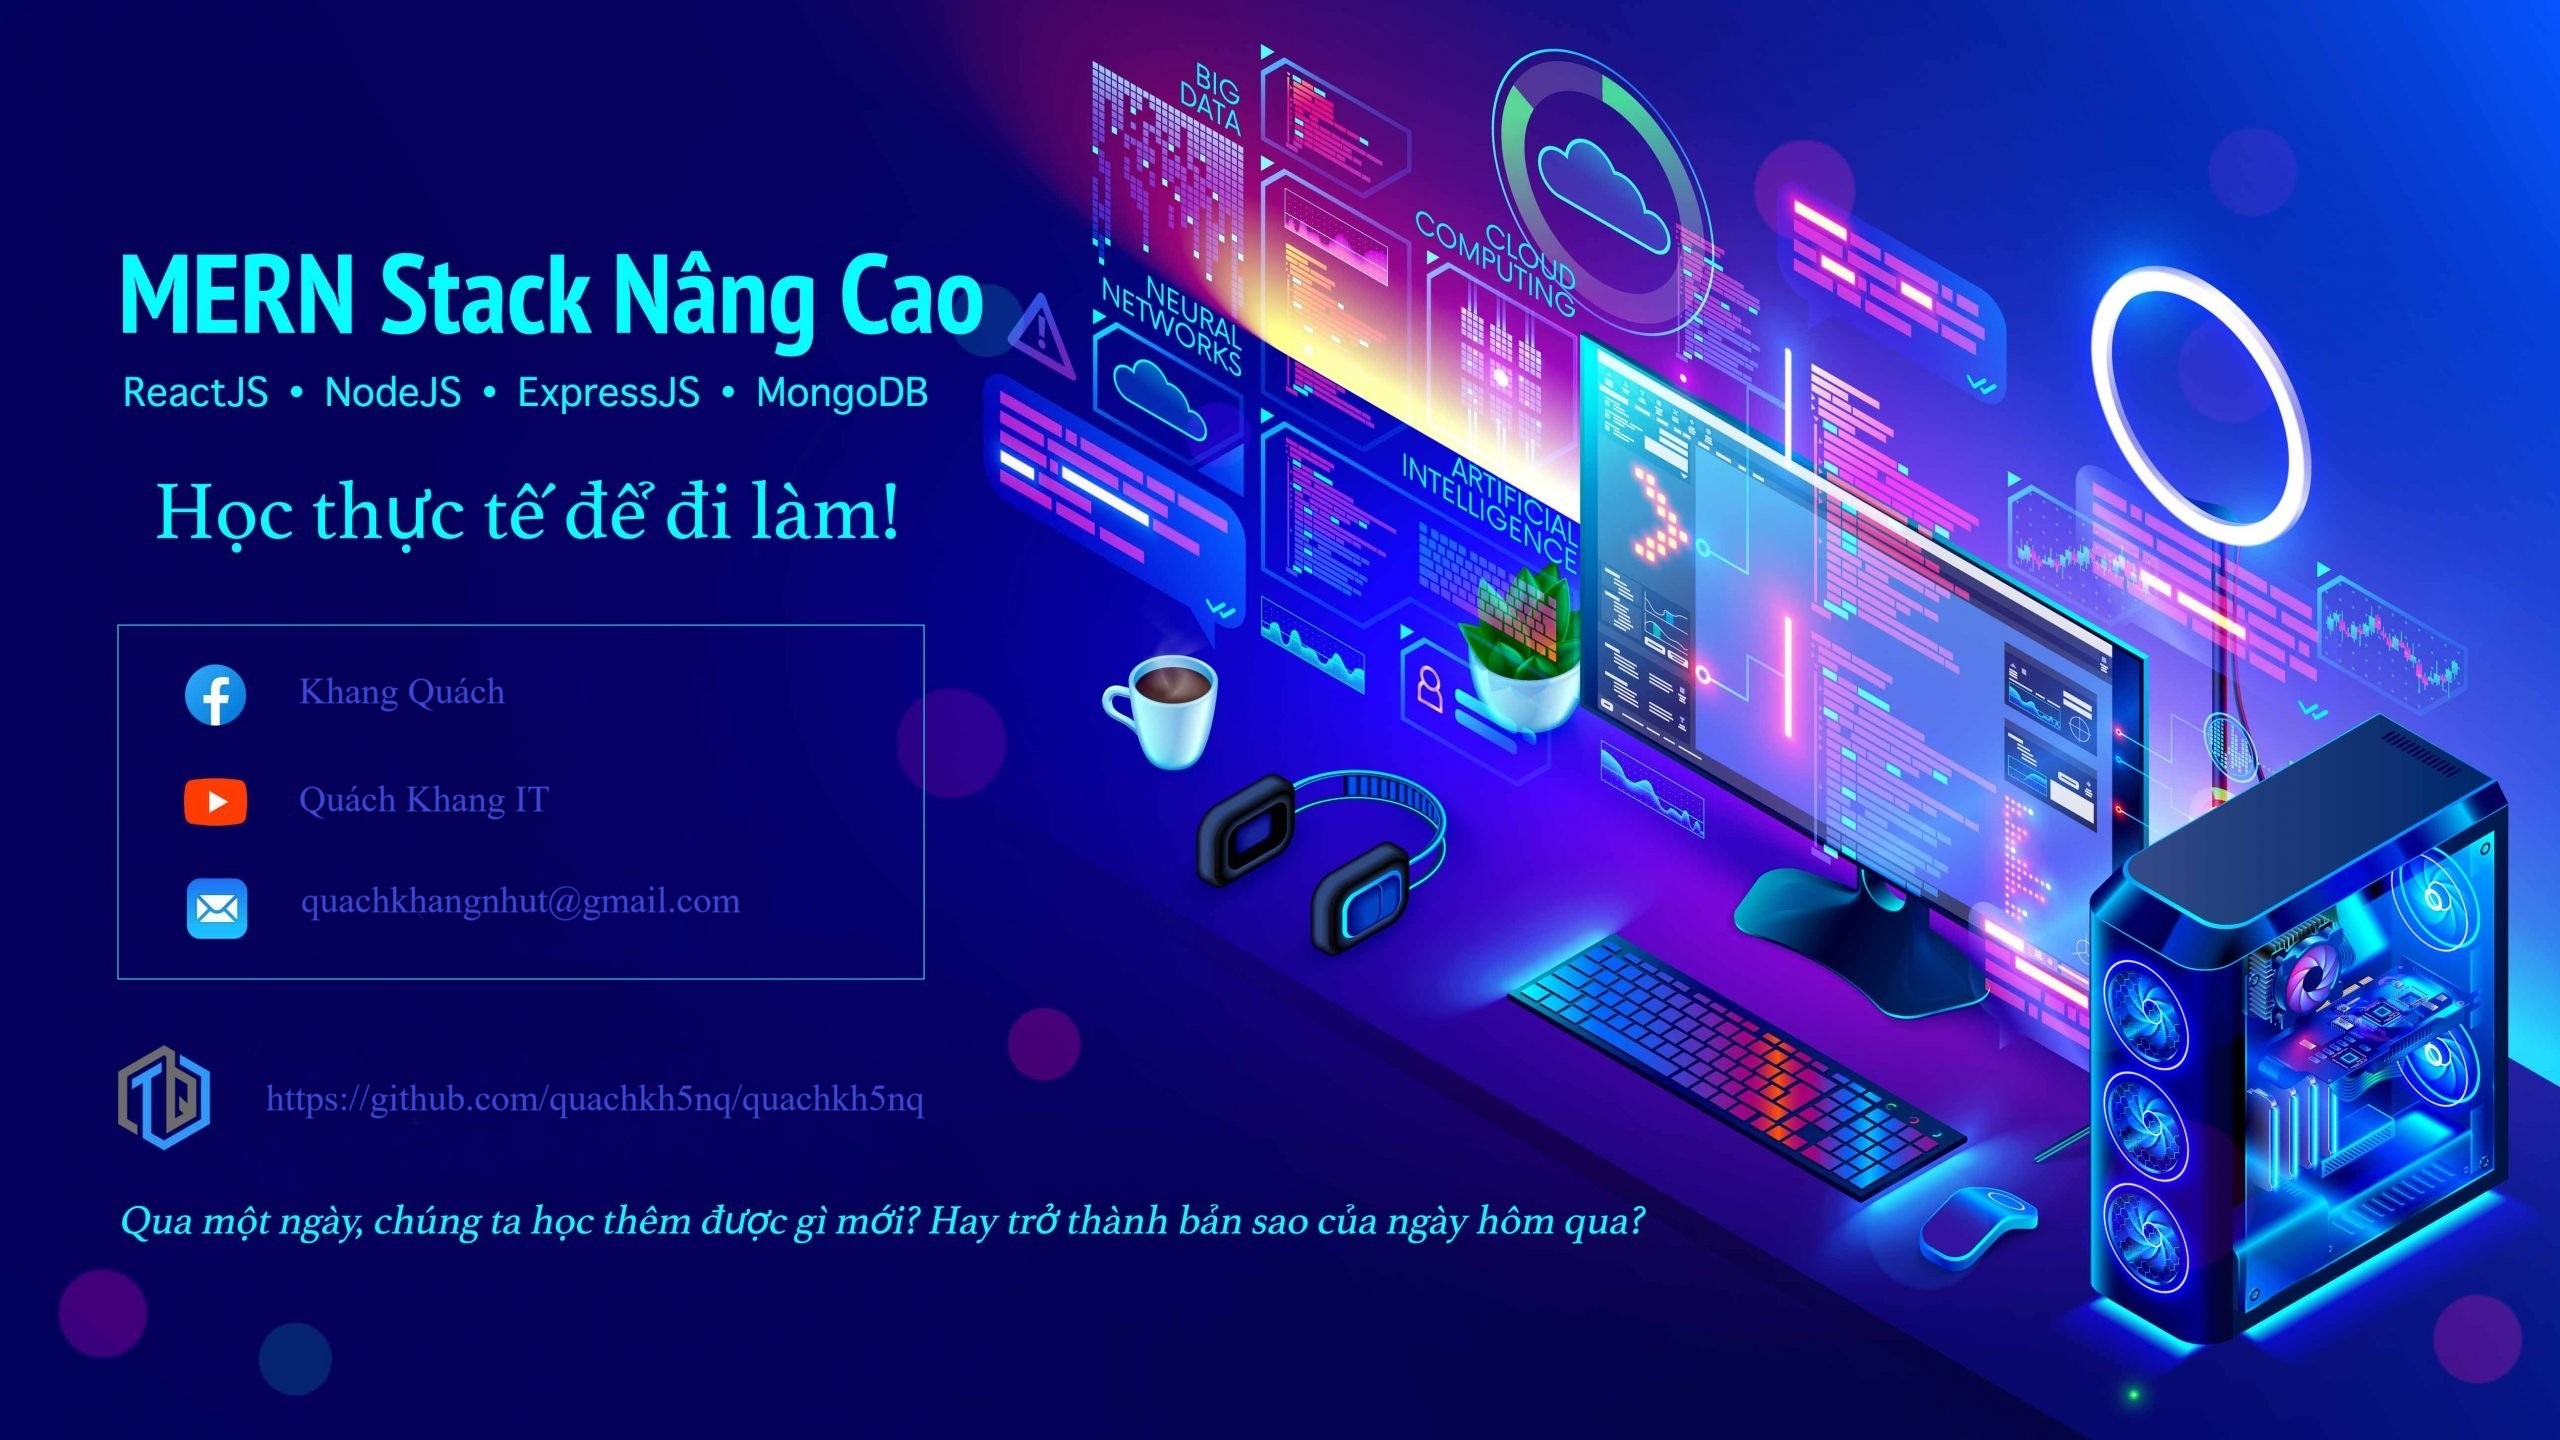 MERN Stack Nâng Cao
ReactJS • NodeJS • ExpressJS • MongoDB
Học thực tế để đi làm!
Khang Quách
Quách Khang IT
quachkhangnhut@gmail.com
https://github.com/quachkh5nq/quachkh5nq
Qua một ngày, chúng ta học thêm được gì mới? Hay trở thành bản sao của ngày hôm qua?
BIG
DATA
NEURAL
NETWORKS
CLOUD
COMPUTING
ARTIFICIAL
INTELLIGENCE